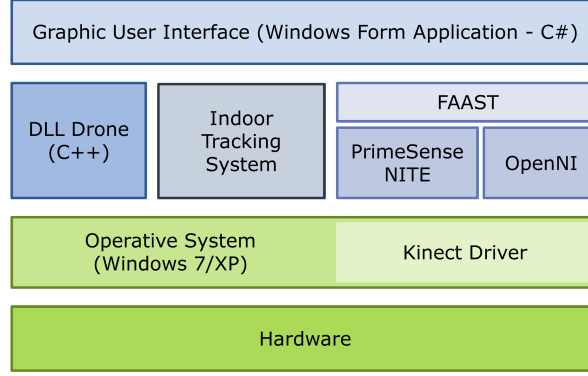 Graphic User Interface (Windows Form Application - C#)
DLL Drone
(C++)
Indoor
Tracking
System
FAAST
PrimeSense
NITE
OpenNI
Operative System
(Windows 7/XP)
Kinect Driver
Hardware